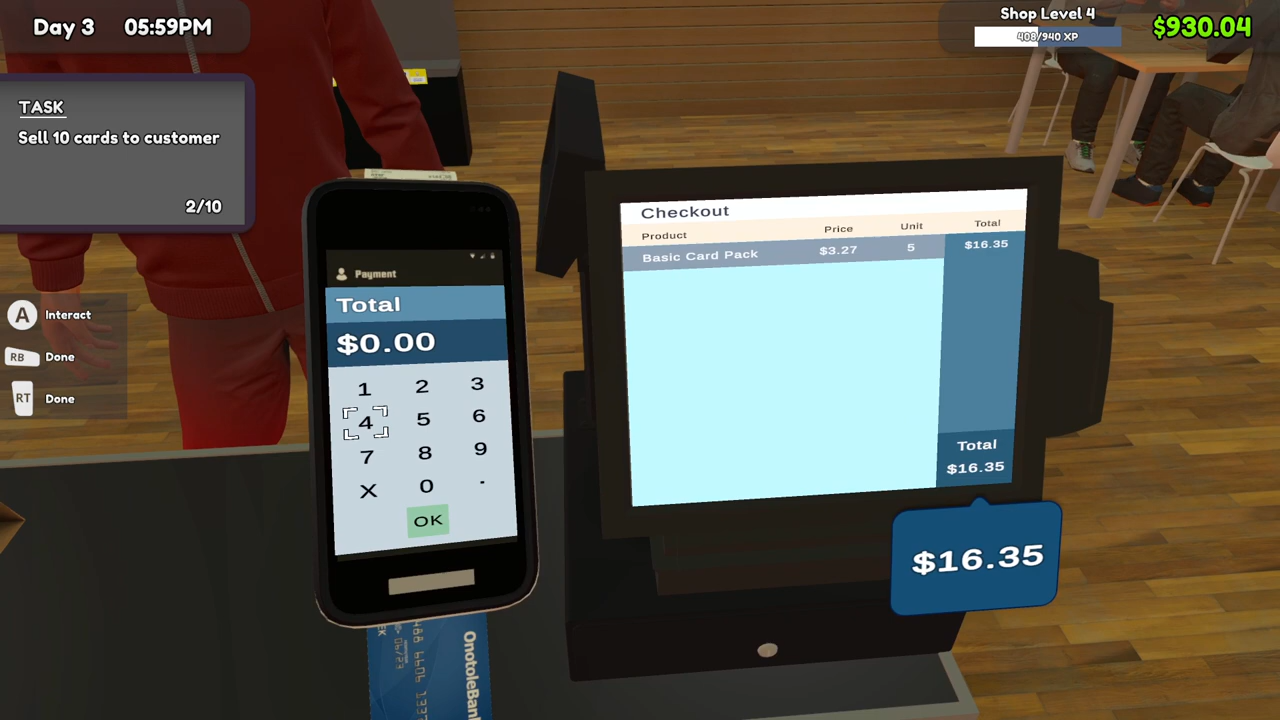 Day 3 05:59PM
Shop Level 4
408/940 XP
$930.04
TASK
Sell 10 cards to customer
2/10
A Interact
RB Done
RT Done
Payment
Total
$0.00
1 2 3
4 5 6
7 8 9
X 0 .
OK
Checkout
Product Price Unit Total
Basic Card Pack $3.27 5 $16.35
Total
$16.35
$16.35
OnotoleBank